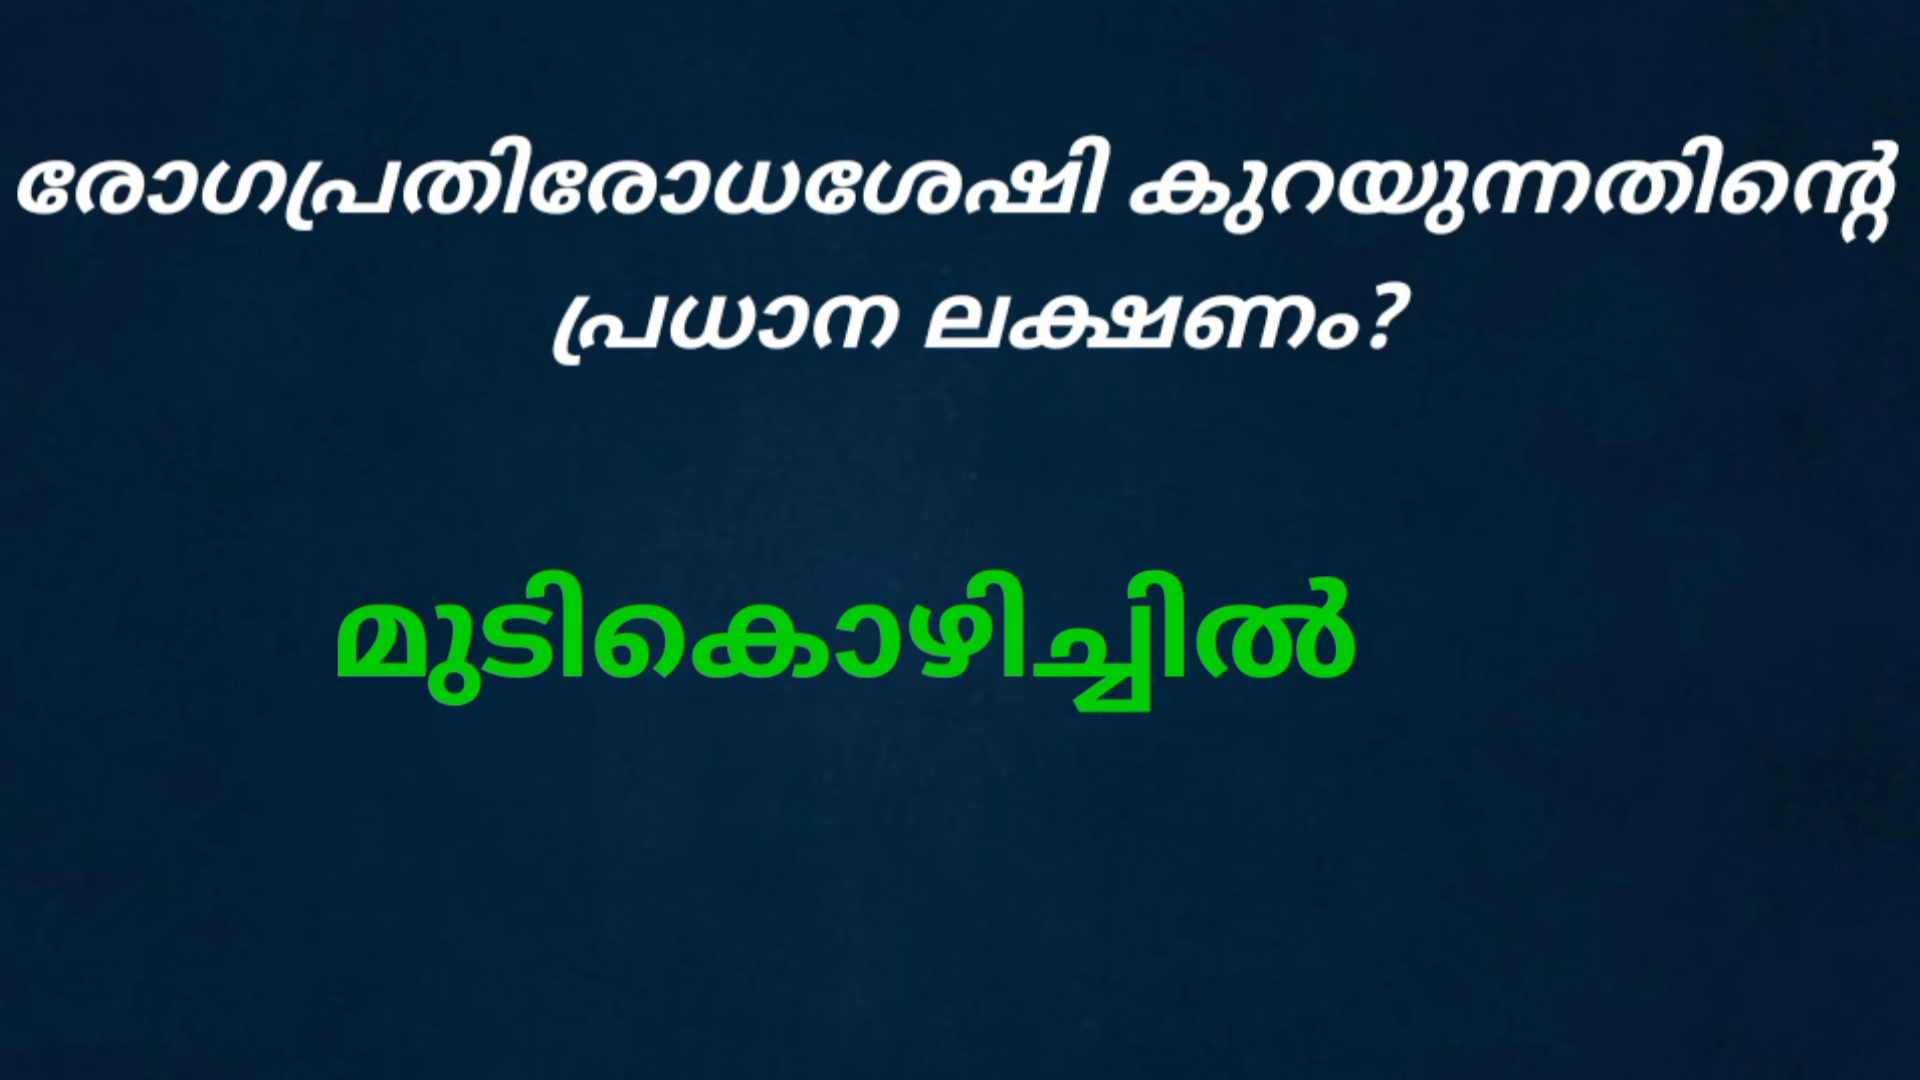 രോഗപ്രതിരോധശേഷി കുറയുന്നതിന്റെ
പ്രധാന ലക്ഷണം?
മുടികൊഴിച്ചിൽ